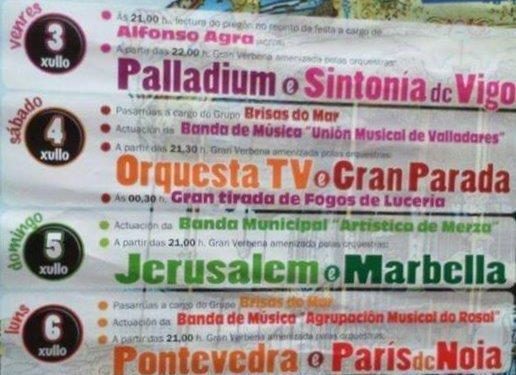 venres
3
xullo
Ás 21,00 h. lectura do pregón no recinto da festa a cargo de
Alfonso Agra (ACTOR)
A partir das 22,00 h. Gran Verbena amenizada polas orquestras:
Palladium e Sintonía de Vigo
sábado
4
xullo
Pasarrúas a cargo do Grupo Brisas do Mar
Actuación da Banda de Música "Unión Musical de Valladares"
A partir das 21,30 h. Gran Verbena amenizada polas orquestras:
Orquesta TV e Gran Parada
Ás 00,30 h. Gran tirada de Fogos de Lucería
domingo
5
xullo
Actuación da Banda Municipal "Artística de Merza"
A partir das 21,00 h. Gran Verbena amenizada polas orquestras:
Jerusalem e Marbella
luns
6
xullo
Pasarrúas a cargo do Grupo Brisas do Mar
Actuación da Banda de Música "Agrupación Musical do Rosal"
A partir das 21,00 h. Gran Verbena amenizada polas orquestras:
Pontevedra e París de Noia